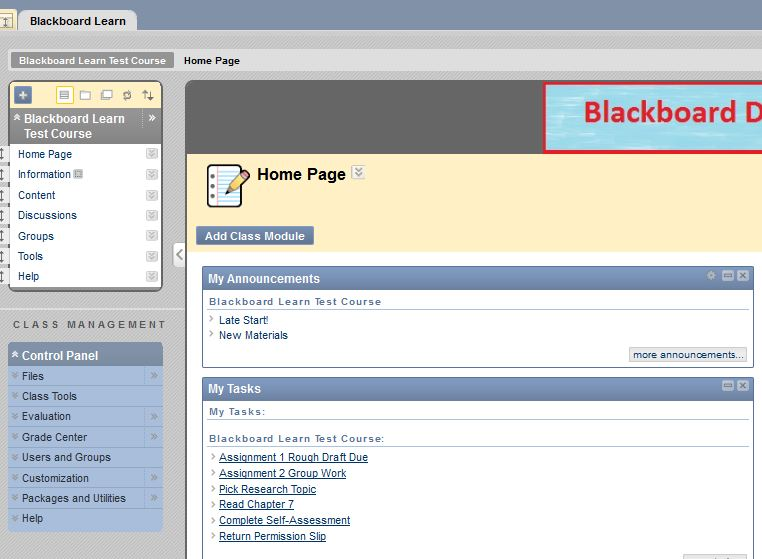 Blackboard Learn
Blackboard Learn Test Course
Home Page
Blackboard Learn
Test Course
Home Page
Information
Content
Discussions
Groups
Tools
Help
CLASS MANAGEMENT
Control Panel
Files
Class Tools
Evaluation
Grade Center
Users and Groups
Customization
Packages and Utilities
Help
Blackboard D
Home Page
Add Class Module
My Announcements
Blackboard Learn Test Course
Late Start!
New Materials
more announcements...
My Tasks
My Tasks:
Blackboard Learn Test Course:
Assignment 1 Rough Draft Due
Assignment 2 Group Work
Pick Research Topic
Read Chapter 7
Complete Self-Assessment
Return Permission Slip